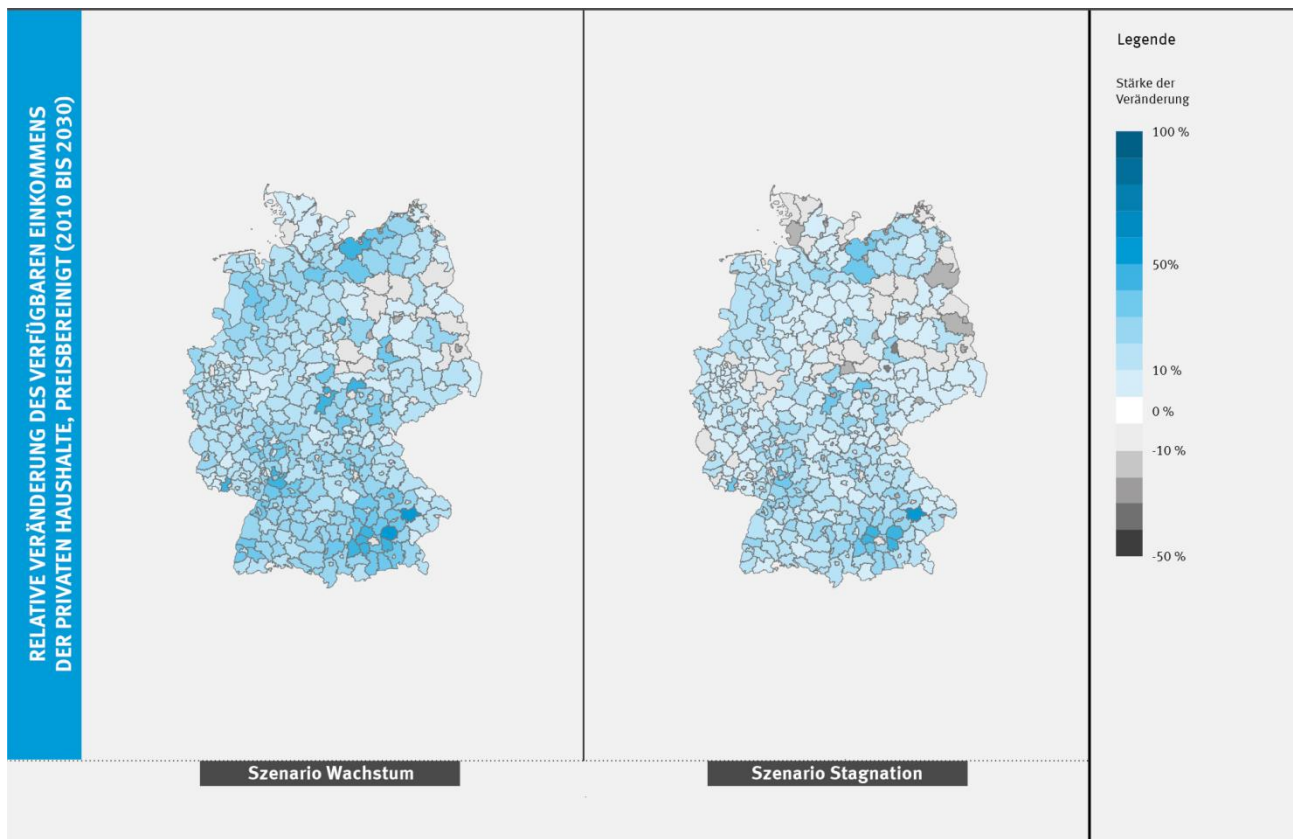 RELATIVE VERÄNDERUNG DES VERFÜGBAREN EINKOMMENS
DER PRIVATEN HAUSHALTE, PREISBEREINIGT (2010 BIS 2030)
Szenario Wachstum
Szenario Stagnation
Legende
Stärke der
Veränderung
100 %
50%
10 %
0 %
-10 %
-50 %